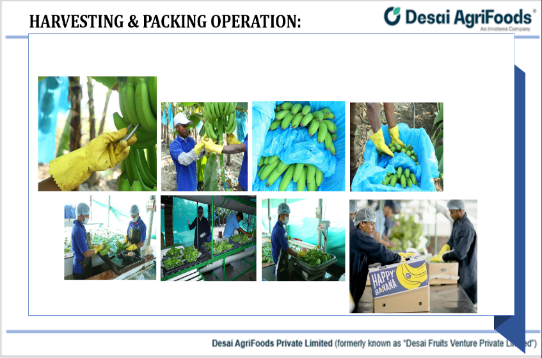 HARVESTING & PACKING OPERATION:
Desai AgriFoods
An Innoterra Company
HAPPY
BANANA
Desai AgriFoods Private Limited (formerly known as "Desai Fruits Venture Private Limited")